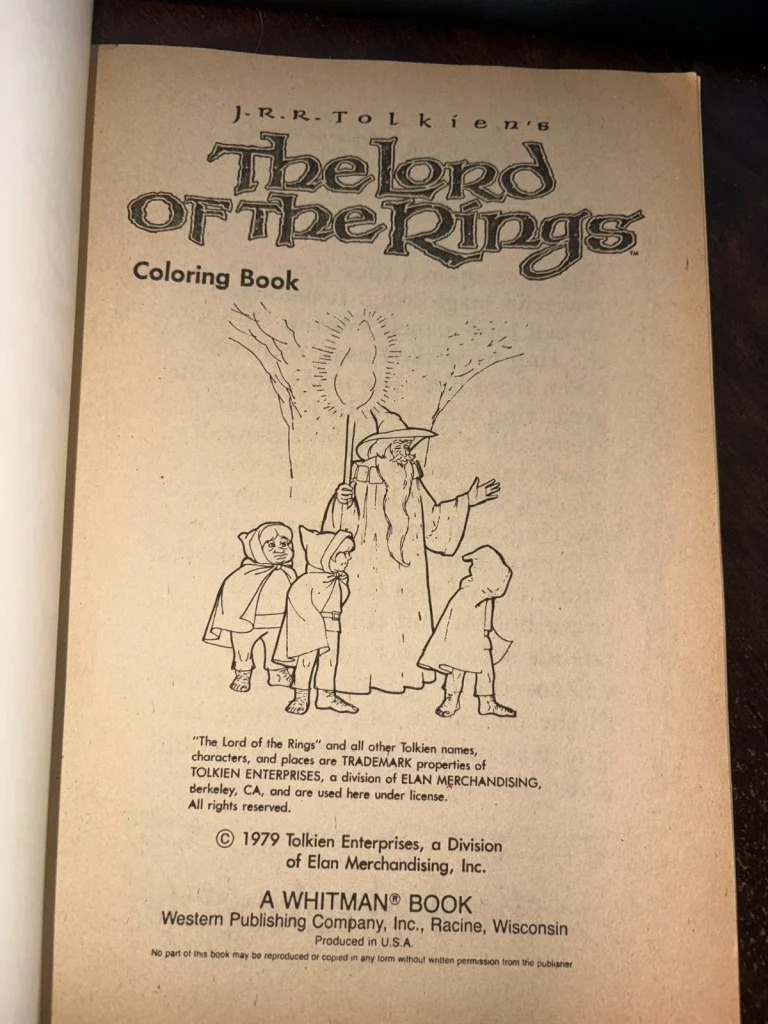 J.R.R. Tolkien's
The Lord
OF The Rings™
Coloring Book
"The Lord of the Rings" and all other Tolkien names,
characters, and places are TRADEMARK properties of
TOLKIEN ENTERPRISES, a division of ELAN MERCHANDISING,
Berkeley, CA, and are used here under license.
All rights reserved.
© 1979 Tolkien Enterprises, a Division
of Elan Merchandising, Inc.
A WHITMAN® BOOK
Western Publishing Company, Inc., Racine, Wisconsin
Produced in U.S.A.
No part of this book may be reproduced or copied in any form without written permission from the publisher